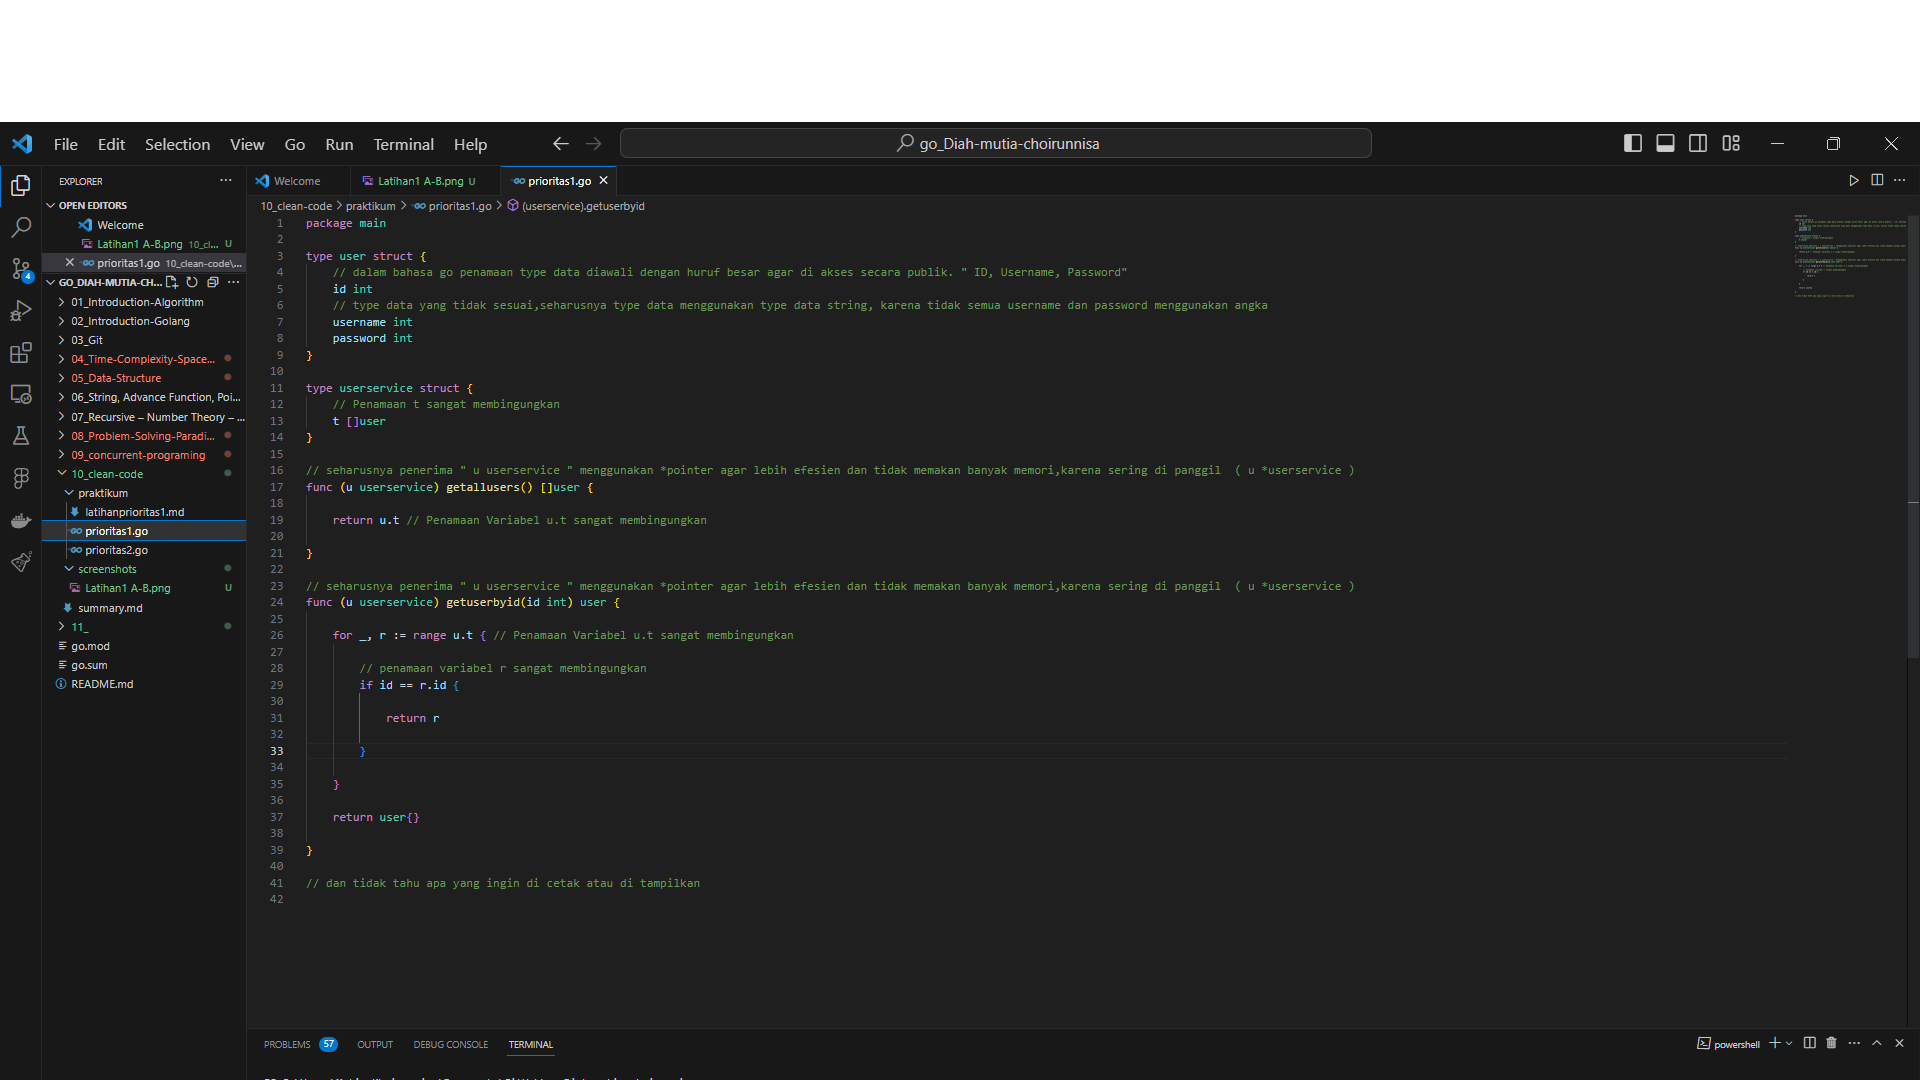 File Edit Selection View Go Run Terminal Help
go_Diah-mutia-choirunnisa
EXPLORER
OPEN EDITORS
Welcome
Latihan1 A-B.png 10_cl... U
prioritas1.go 10_clean-code\...
GO_DIAH-MUTIA-CH...
01_Introduction-Algorithm
02_Introduction-Golang
03_Git
04_Time-Complexity-Space...
05_Data-Structure
06_String, Advance Function, Poi...
07_Recursive – Number Theory – ...
08_Problem-Solving-Paradi...
09_concurrent-programing
10_clean-code
praktikum
latihanprioritas1.md
prioritas1.go
prioritas2.go
screenshots
Latihan1 A-B.png U
summary.md
11_
go.mod
go.sum
README.md
4
Welcome Latihan1 A-B.png U prioritas1.go
10_clean-code > praktikum > prioritas1.go > (userservice).getuserbyid
1 package main
2
3 type user struct {
4 // dalam bahasa go penamaan type data diawali dengan huruf besar agar di akses secara publik. " ID, Username, Password"
5 id int
6 // type data yang tidak sesuai,seharusnya type data menggunakan type data string, karena tidak semua username dan password menggunakan angka
7 username int
8 password int
9 }
10
11 type userservice struct {
12 // Penamaan t sangat membingungkan
13 t []user
14 }
15
16 // seharusnya penerima " u userservice " menggunakan *pointer agar lebih efesien dan tidak memakan banyak memori,karena sering di panggil ( u *userservice )
17 func (u userservice) getallusers() []user {
18
19 return u.t // Penamaan Variabel u.t sangat membingungkan
20
21 }
22
23 // seharusnya penerima " u userservice " menggunakan *pointer agar lebih efesien dan tidak memakan banyak memori,karena sering di panggil ( u *userservice )
24 func (u userservice) getuserbyid(id int) user {
25
26 for _, r := range u.t { // Penamaan Variabel u.t sangat membingungkan
27
28 // penamaan variabel r sangat membingungkan
29 if id == r.id {
30
31 return r
32
33 }
34
35 }
36
37 return user{}
38
39 }
40
41 // dan tidak tahu apa yang ingin di cetak atau di tampilkan
42
PROBLEMS 57 OUTPUT DEBUG CONSOLE TERMINAL
powershell